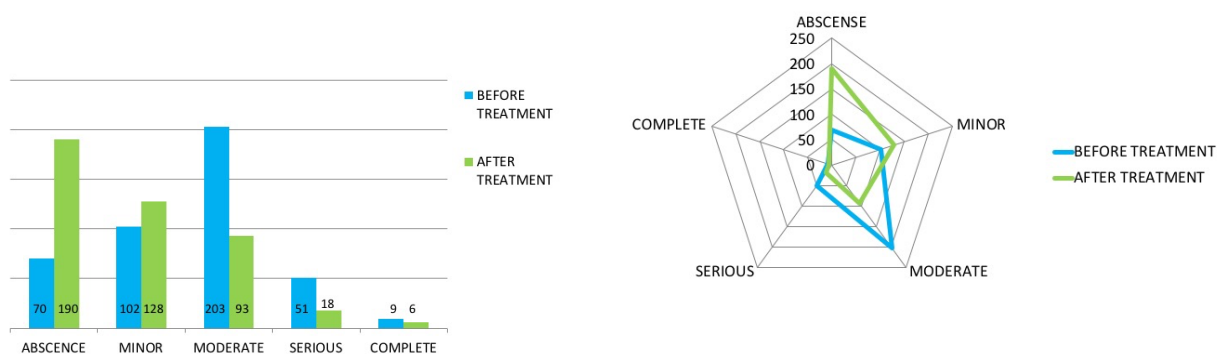 BEFORE
TREATMENT
AFTER
TREATMENT
70
190
102
128
203
93
51
18
9
6
ABSCENCE
MINOR
MODERATE
SERIOUS
COMPLETE
ABSCENSE
250
200
150
100
50
0
COMPLETE
MINOR
SERIOUS
MODERATE
BEFORE TREATMENT
AFTER TREATMENT